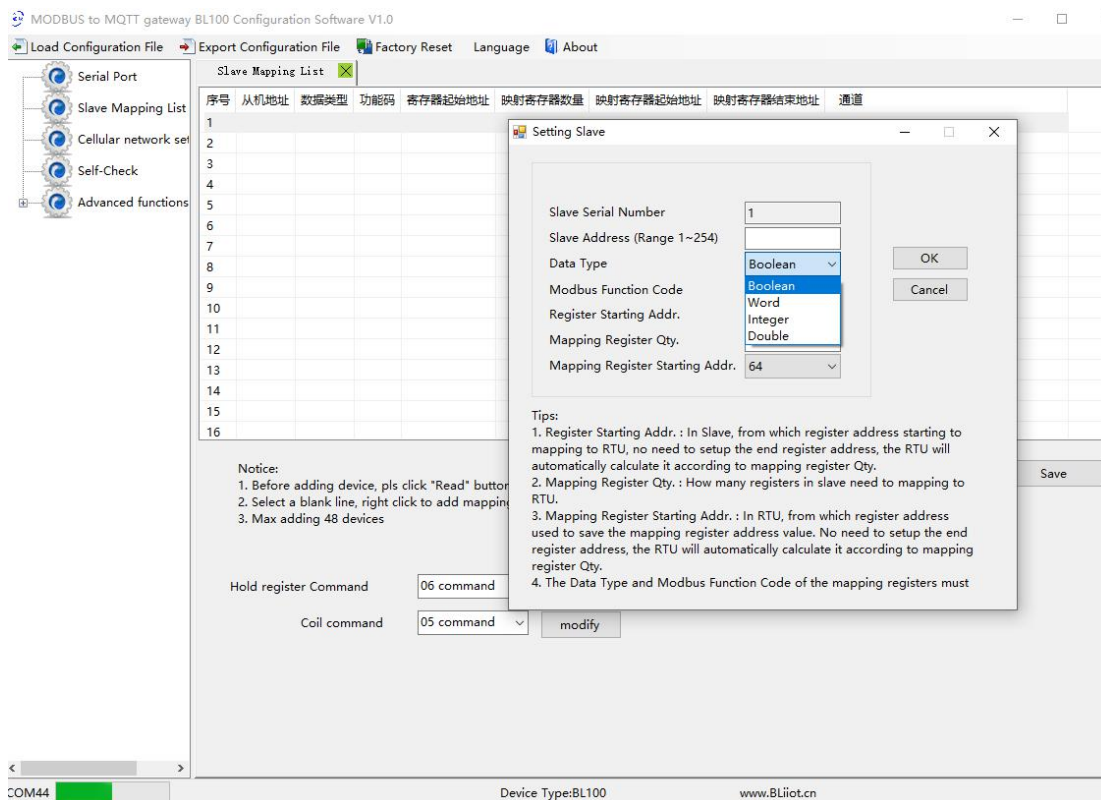 MODBUS to MQTT gateway BL100 Configuration Software V1.0
Load Configuration File Export Configuration File Factory Reset Language About
Serial Port
Slave Mapping List
Cellular network set
Self-Check
Advanced functions
Slave Mapping List
序号 从机地址 数据类型 功能码 寄存器起始地址 映射寄存器数量 映射寄存器起始地址 映射寄存器结束地址 通道
1
2
3
4
5
6
7
8
9
10
11
12
13
14
15
16
Setting Slave
Slave Serial Number 1
Slave Address (Range 1~254)
Data Type Boolean
Boolean
Word
Integer
Double
Modbus Function Code
Register Starting Addr.
Mapping Register Qty.
Mapping Register Starting Addr. 64
OK
Cancel
Tips:
1. Register Starting Addr. : In Slave, from which register address starting to
mapping to RTU, no need to setup the end register address, the RTU will
automatically calculate it according to mapping register Qty.
2. Mapping Register Qty. : How many registers in slave need to mapping to
RTU.
3. Mapping Register Starting Addr. : In RTU, from which register address
used to save the mapping register address value. No need to setup the end
register address, the RTU will automatically calculate it according to mapping
register Qty.
4. The Data Type and Modbus Function Code of the mapping registers must
Notice:
1. Before adding device, pls click "Read" butto
2. Select a blank line, right click to add mappin
3. Max adding 48 devices
Save
Hold register Command 06 command
Coil command 05 command modify
COM44 Device Type:BL100 www.BLiiot.cn